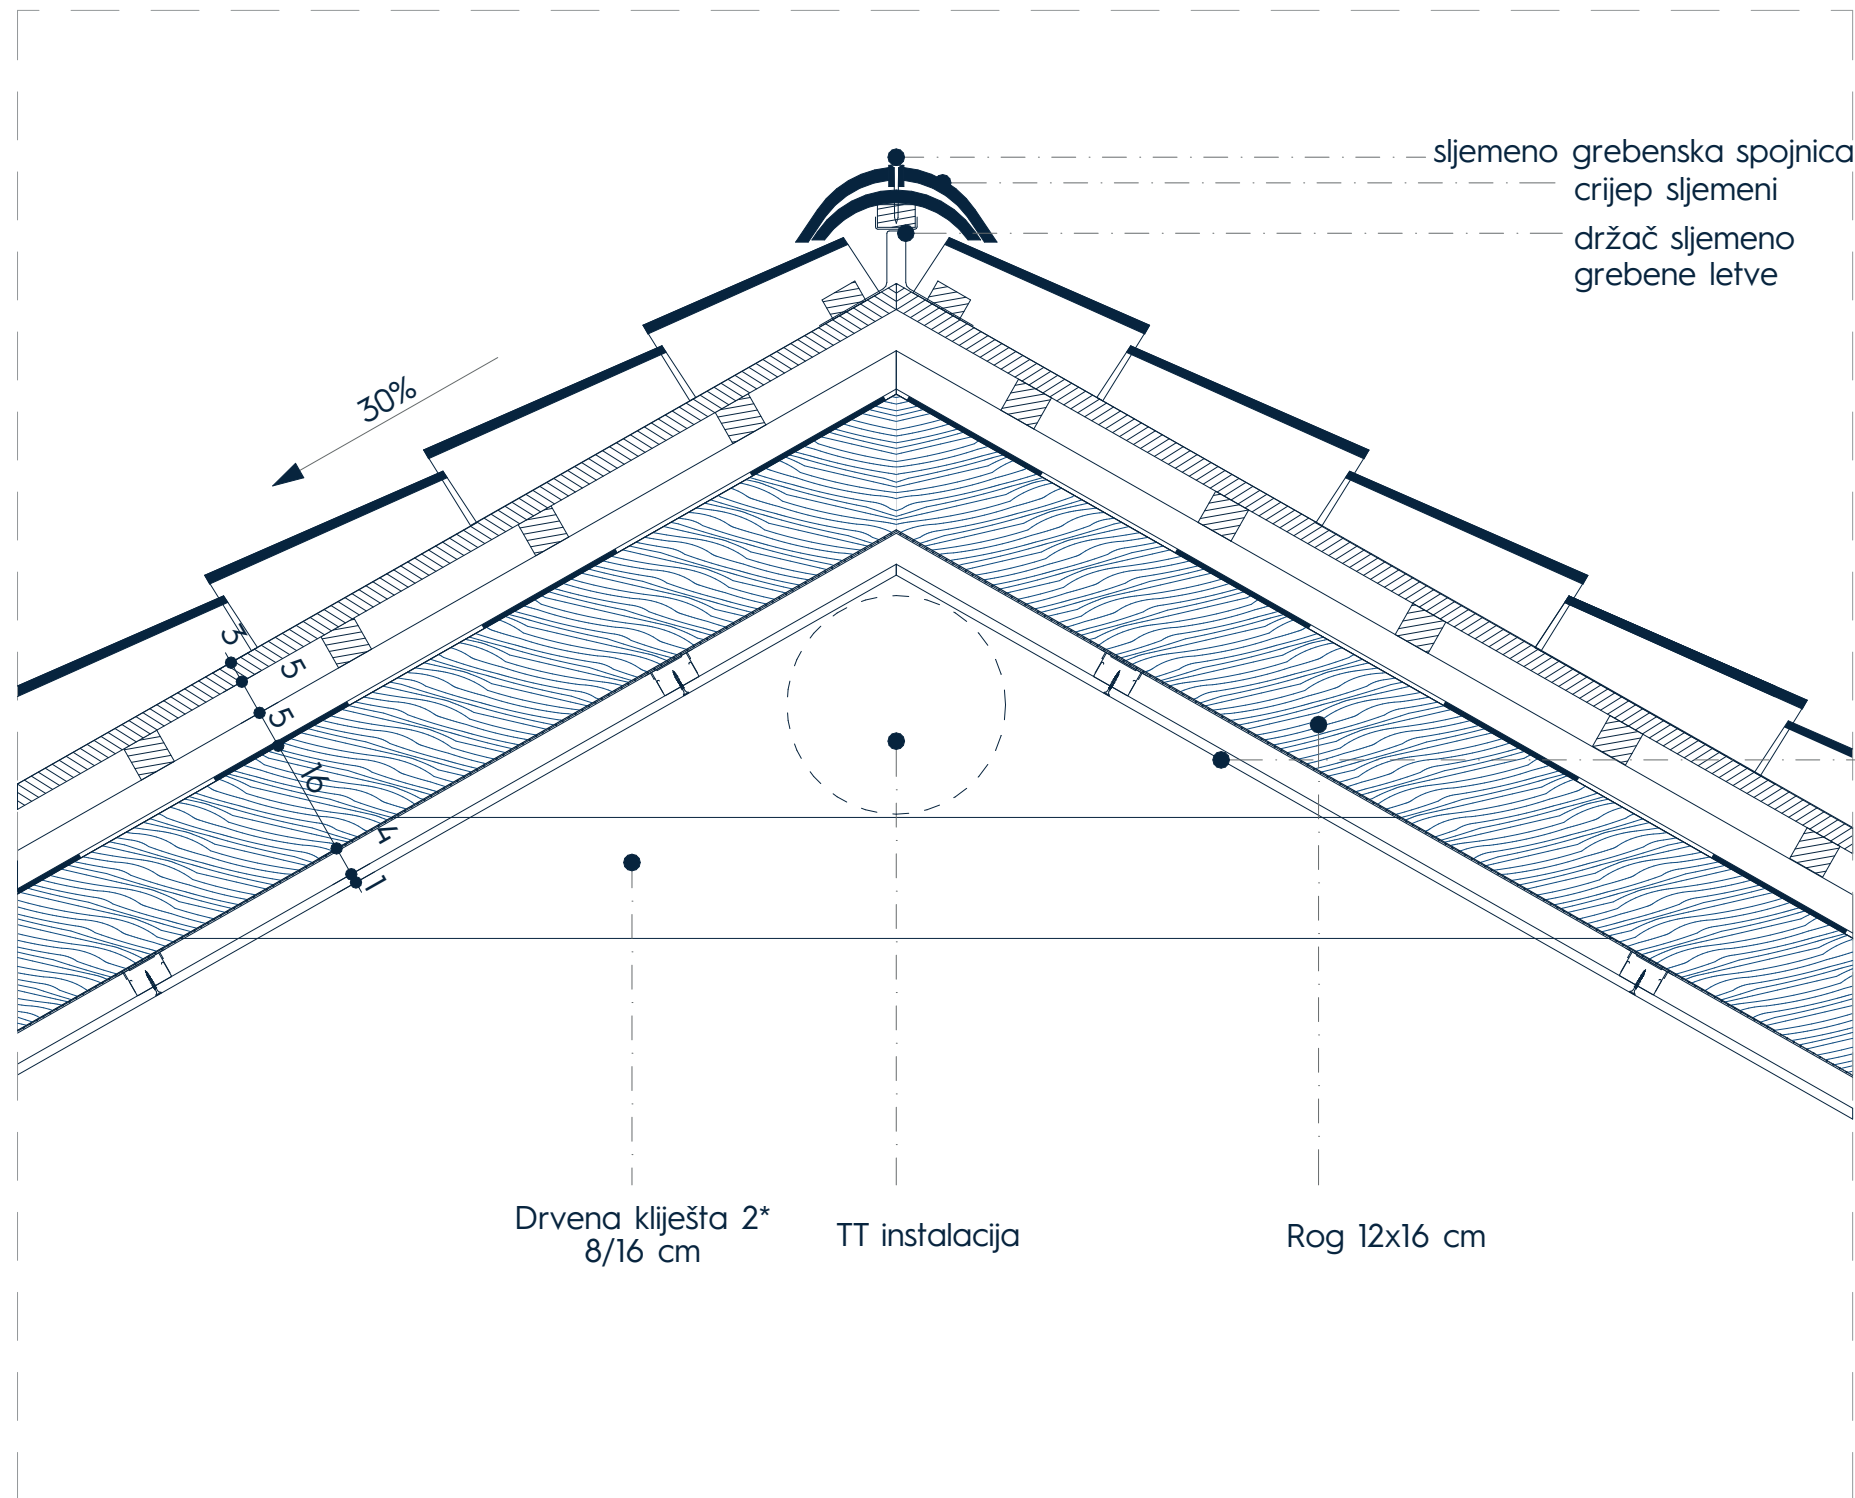 sljemeno grebenska spojnica
crijep sljemeni
držač sljemeno
grebene letve
30%
3
5
5
16
4
1
Drvena kliješta 2*
8/16 cm
TT instalacija
Rog 12x16 cm